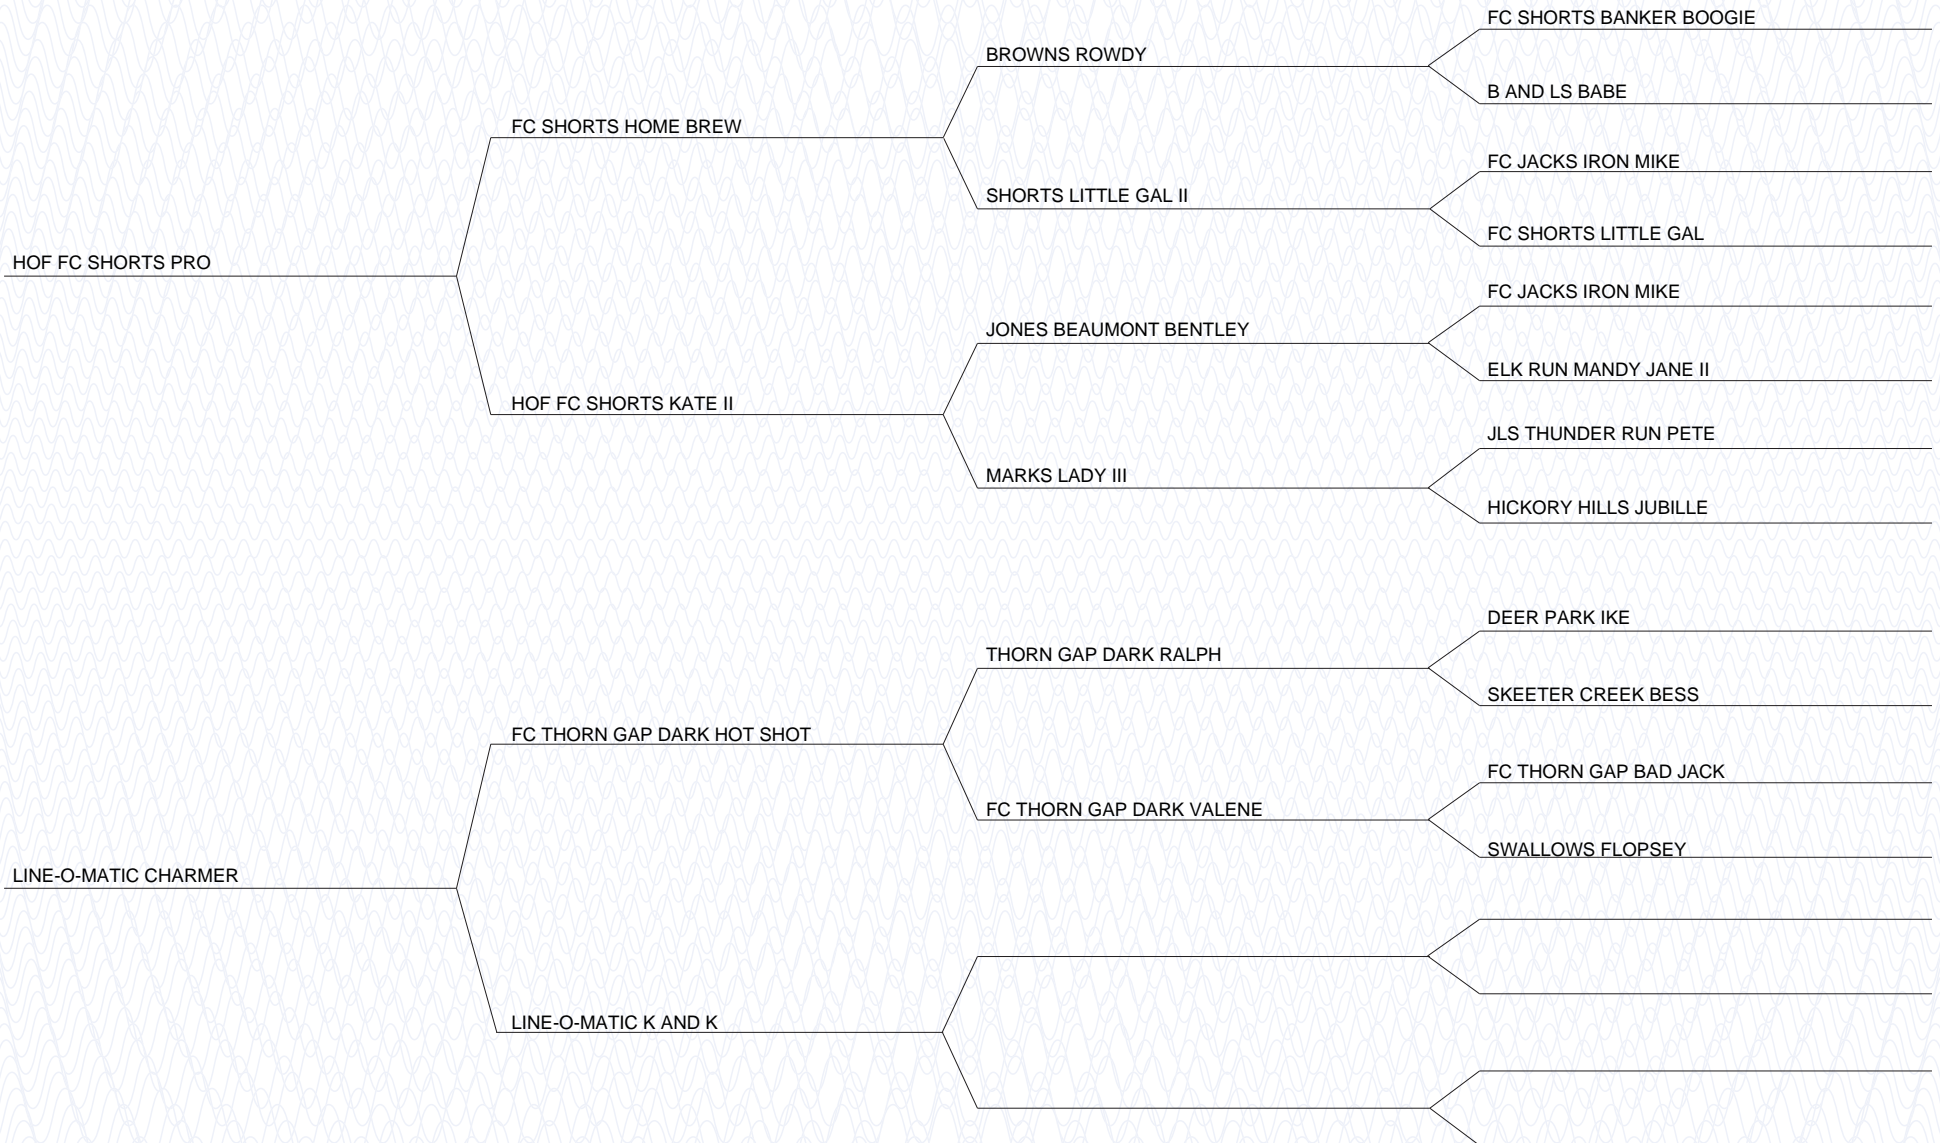 FC SHORTS BANKER BOOGIE
BROWNS ROWDY
B AND LS BABE
FC SHORTS HOME BREW
FC JACKS IRON MIKE
SHORTS LITTLE GAL II
FC SHORTS LITTLE GAL
HOF FC SHORTS PRO
FC JACKS IRON MIKE
JONES BEAUMONT BENTLEY
ELK RUN MANDY JANE II
HOF FC SHORTS KATE II
JLS THUNDER RUN PETE
MARKS LADY III
HICKORY HILLS JUBILLE
DEER PARK IKE
THORN GAP DARK RALPH
SKEETER CREEK BESS
FC THORN GAP DARK HOT SHOT
FC THORN GAP BAD JACK
FC THORN GAP DARK VALENE
SWALLOWS FLOPSEY
LINE-O-MATIC CHARMER
LINE-O-MATIC K AND K